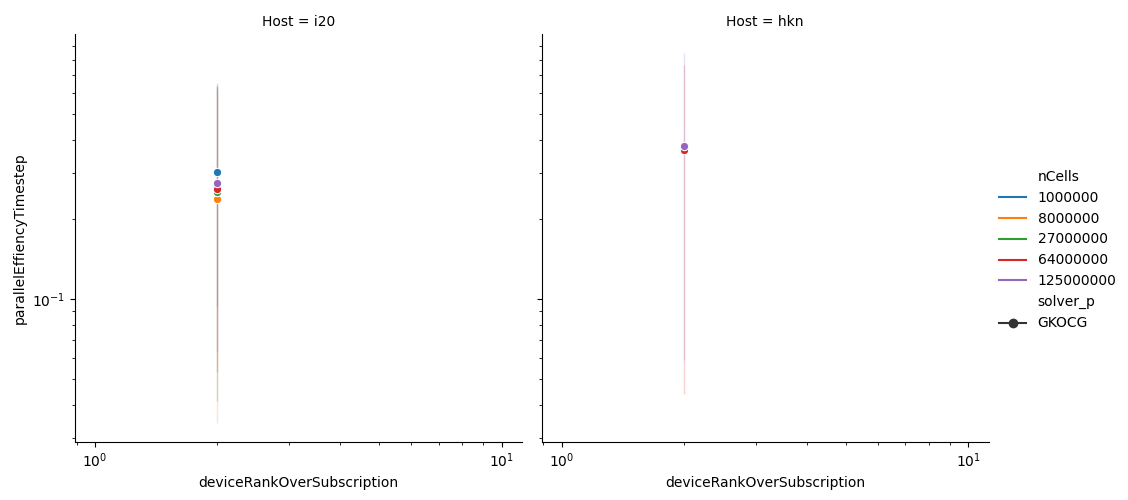 Host = i20
Host = hkn
parallelEffiencyTimestep
10⁻¹
10⁰
10¹
deviceRankOverSubscription
10⁰
10¹
deviceRankOverSubscription
nCells
1000000
8000000
27000000
64000000
125000000
solver_p
GKOCG